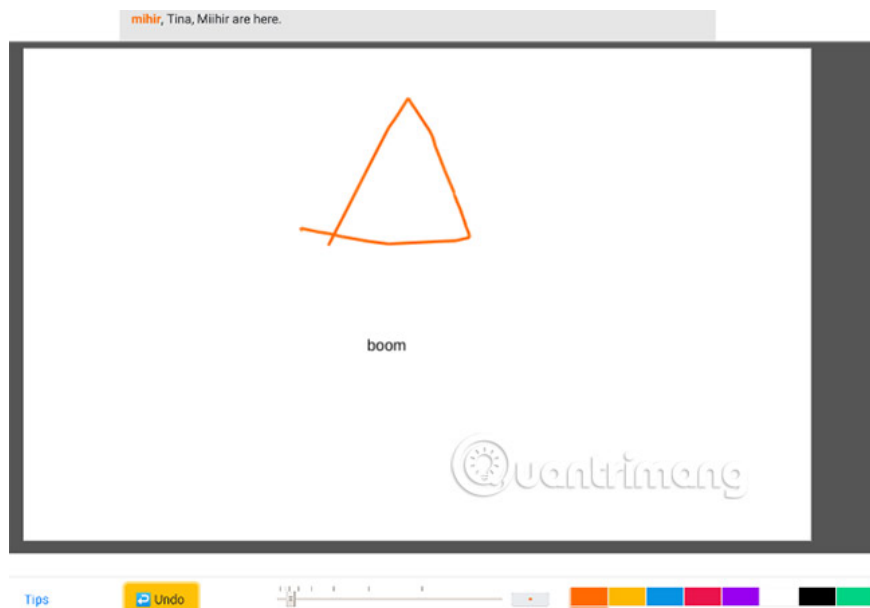 mihir, Tina, Miihir are here.
boom
Quantrimang
Tips
Undo